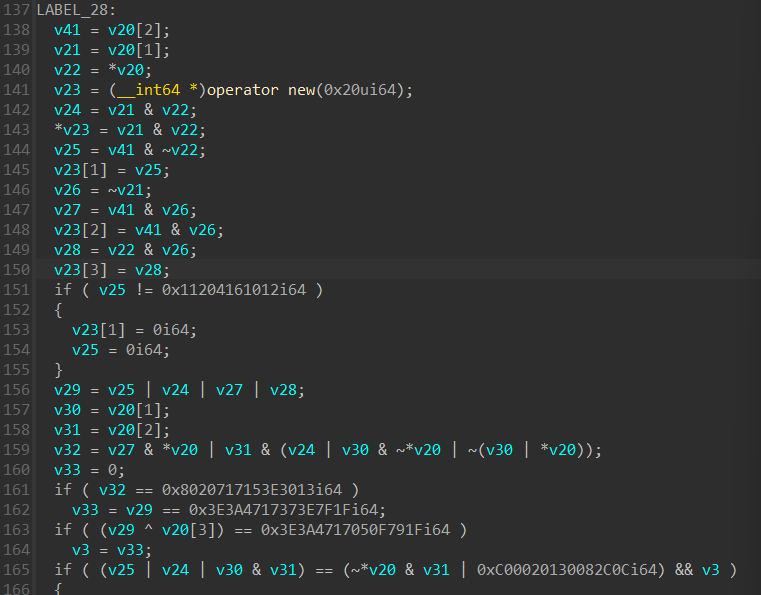 137 LABEL_28:
138 v41 = v20[2];
139 v21 = v20[1];
140 v22 = *v20;
141 v23 = (__int64 *)operator new(0x20ui64);
142 v24 = v21 & v22;
143 *v23 = v21 & v22;
144 v25 = v41 & ~v22;
145 v23[1] = v25;
146 v26 = ~v21;
147 v27 = v41 & v26;
148 v23[2] = v41 & v26;
149 v28 = v22 & v26;
150 v23[3] = v28;
151 if ( v25 != 0x11204161012i64 )
152 {
153 v23[1] = 0i64;
154 v25 = 0i64;
155 }
156 v29 = v25 | v24 | v27 | v28;
157 v30 = v20[1];
158 v31 = v20[2];
159 v32 = v27 & *v20 | v31 & (v24 | v30 & ~*v20 | ~(v30 | *v20));
160 v33 = 0;
161 if ( v32 == 0x8020717153E3013i64 )
162 v33 = v29 == 0x3E3A4717373E7F1Fi64;
163 if ( (v29 ^ v20[3]) == 0x3E3A4717050F791Fi64 )
164 v3 = v33;
165 if ( (v25 | v24 | v30 & v31) == (~*v20 & v31 | 0xC00020130082C0Ci64) && v3 )
166 {